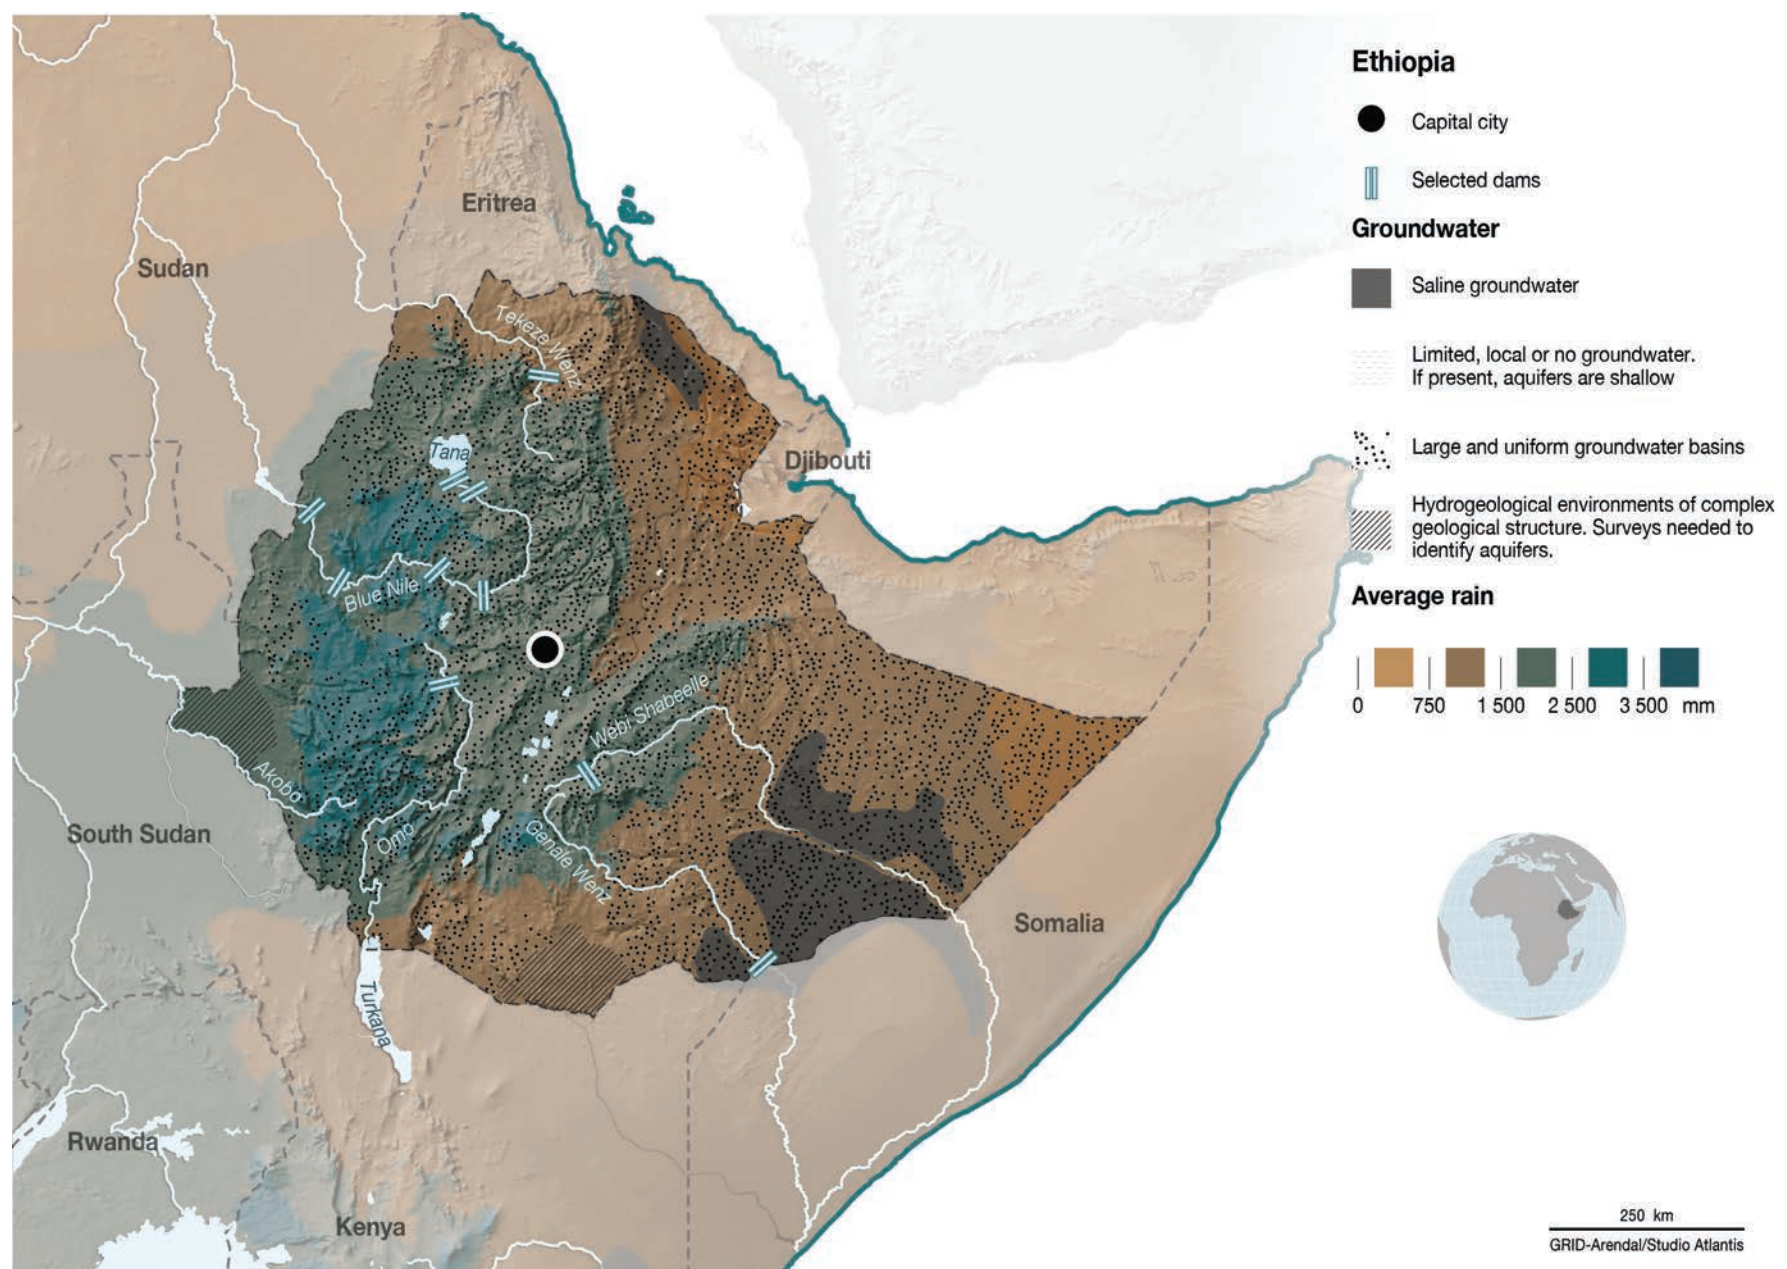 Ethiopia
Capital city
Selected dams
Groundwater
Saline groundwater
Limited, local or no groundwater.
If present, aquifers are shallow
Large and uniform groundwater basins
Hydrogeological environments of complex
geological structure. Surveys needed to
identify aquifers.
Average rain
0 750 1 500 2 500 3 500 mm
Eritrea
Sudan
Tekeze Wenz
Tana
Djibouti
Blue Nile
Webi Shabeelle
Akobo
South Sudan
Omo
Genale Wenz
Somalia
Turkana
Rwanda
Kenya
250 km
GRID-Arendal/Studio Atlantis